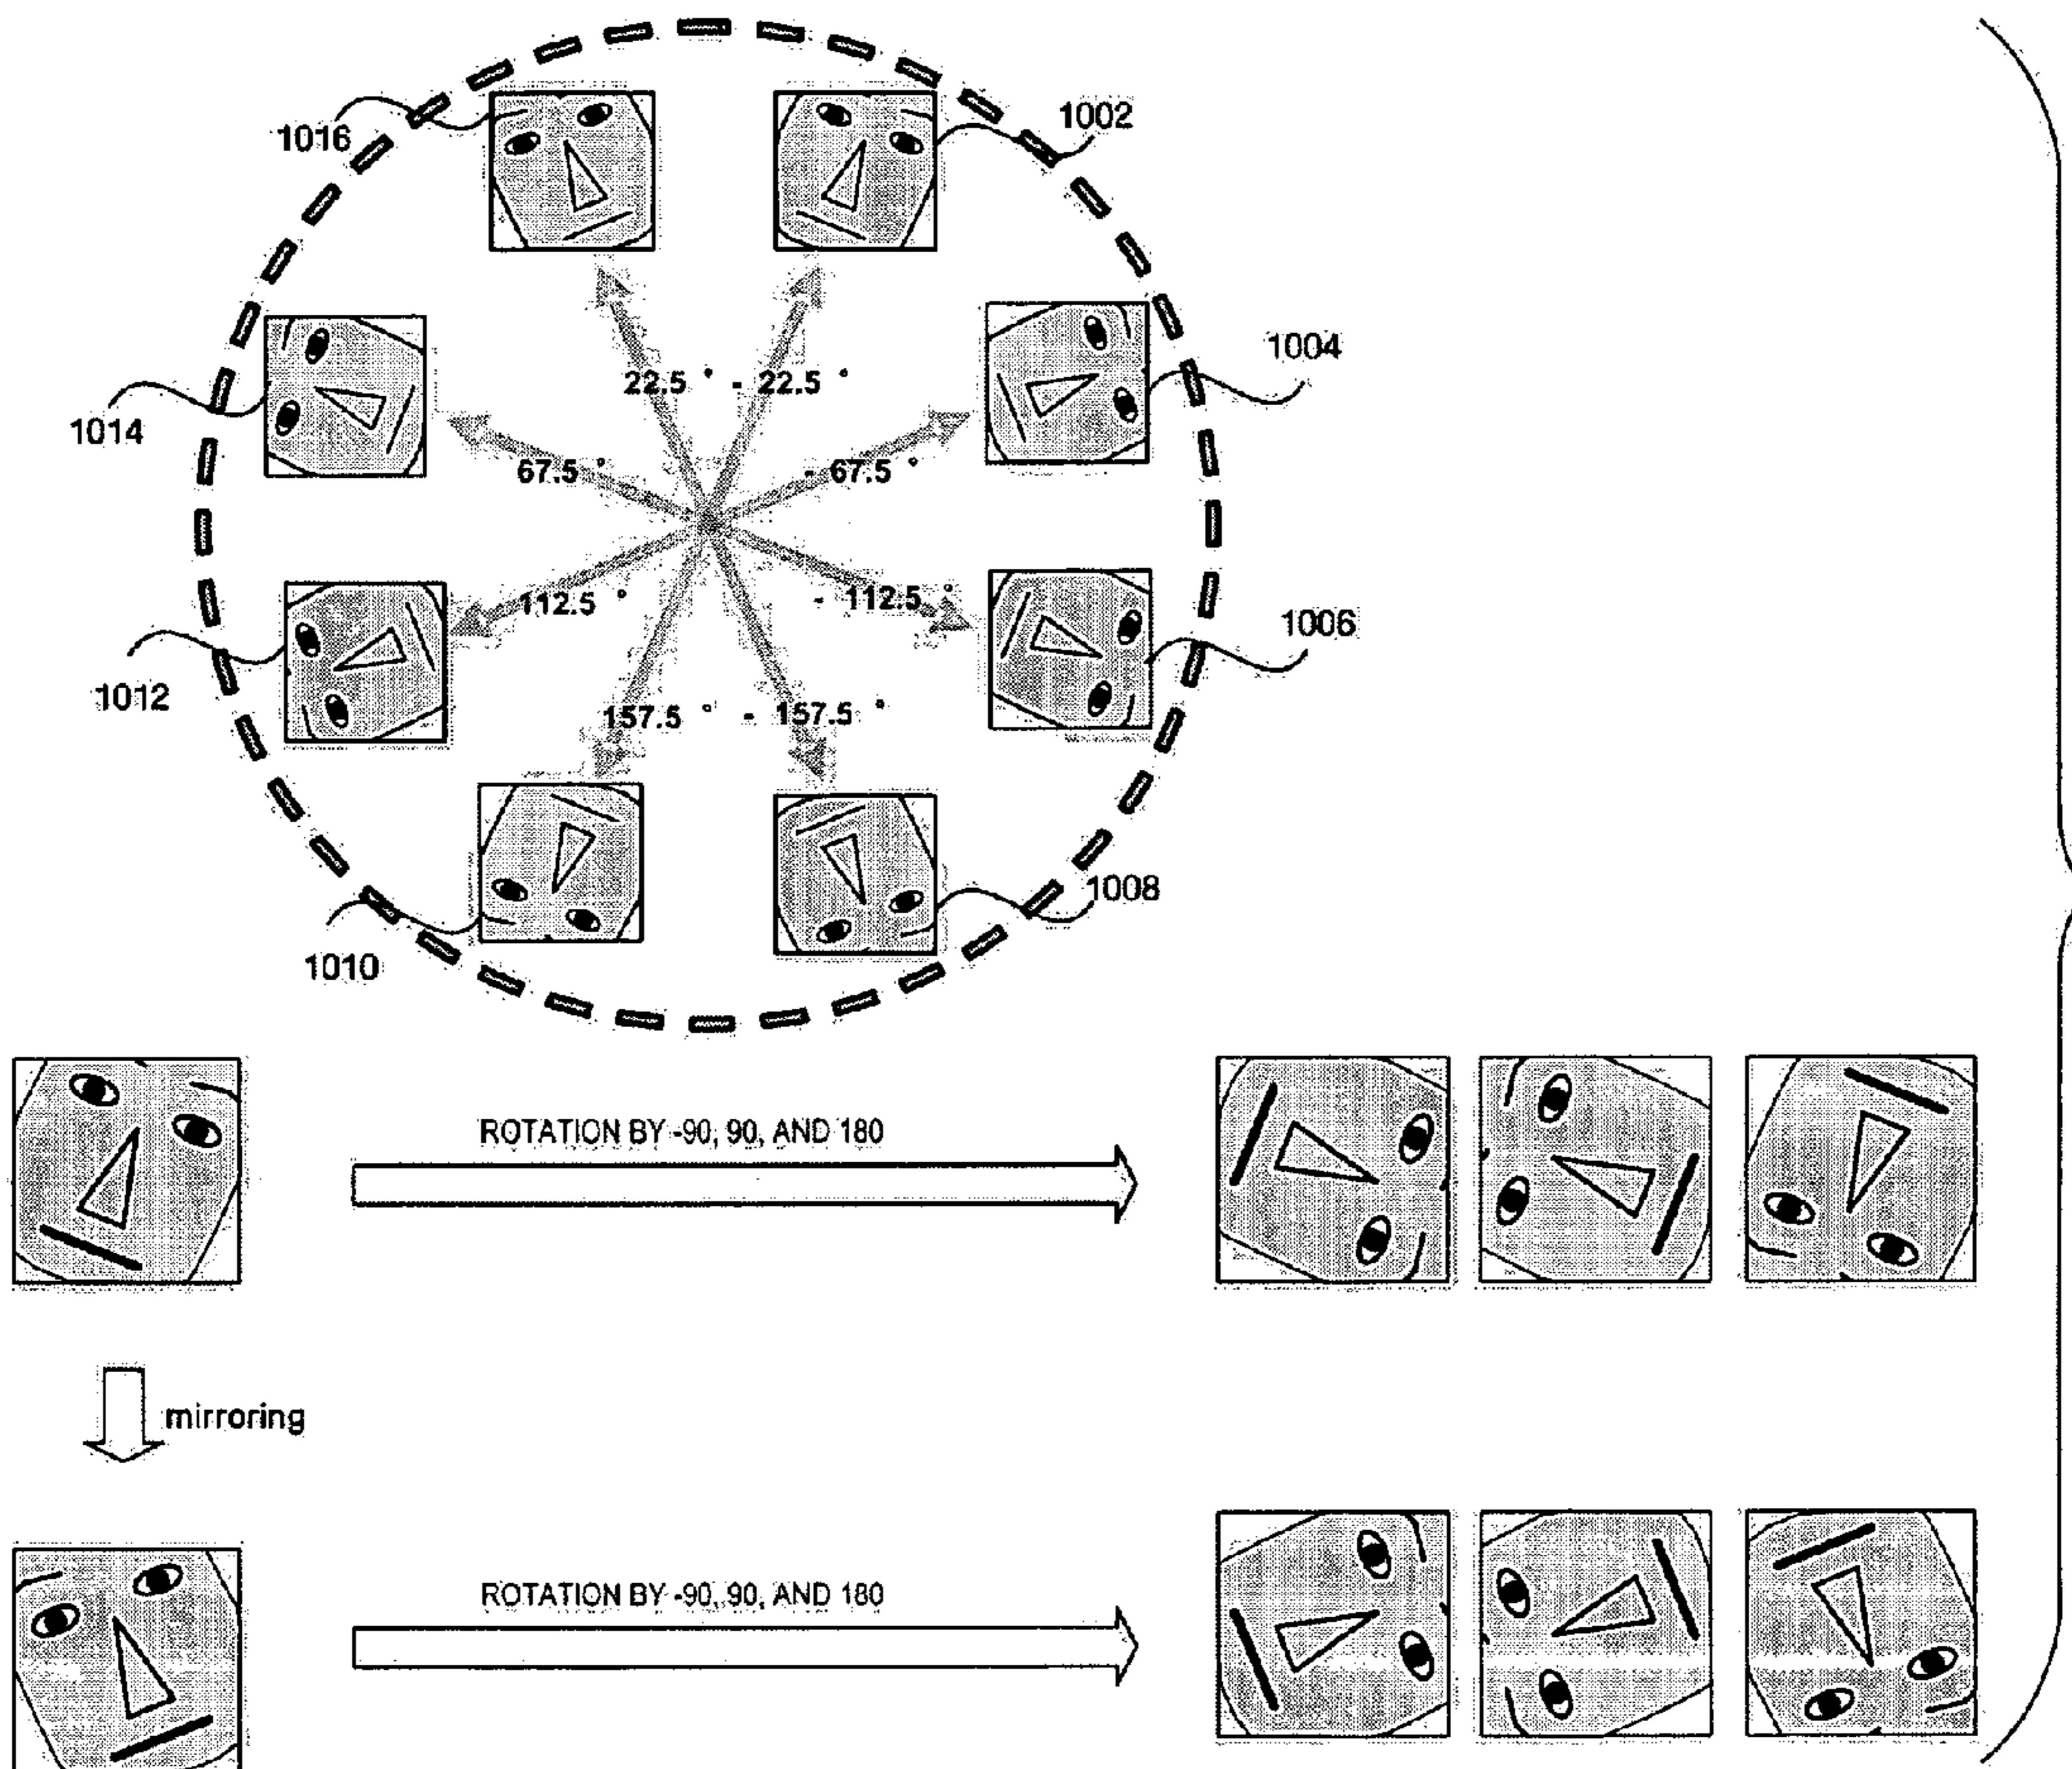 1016
1002
22.5 ° - 22.5 °
1004
1014
67.5 °
- 67.5 °
112.5 °
- 112.5 °
1006
1012
157.5 ° - 157.5 °
1008
1010
ROTATION BY -90, 90, AND 180
mirroring
ROTATION BY -90, 90, AND 180